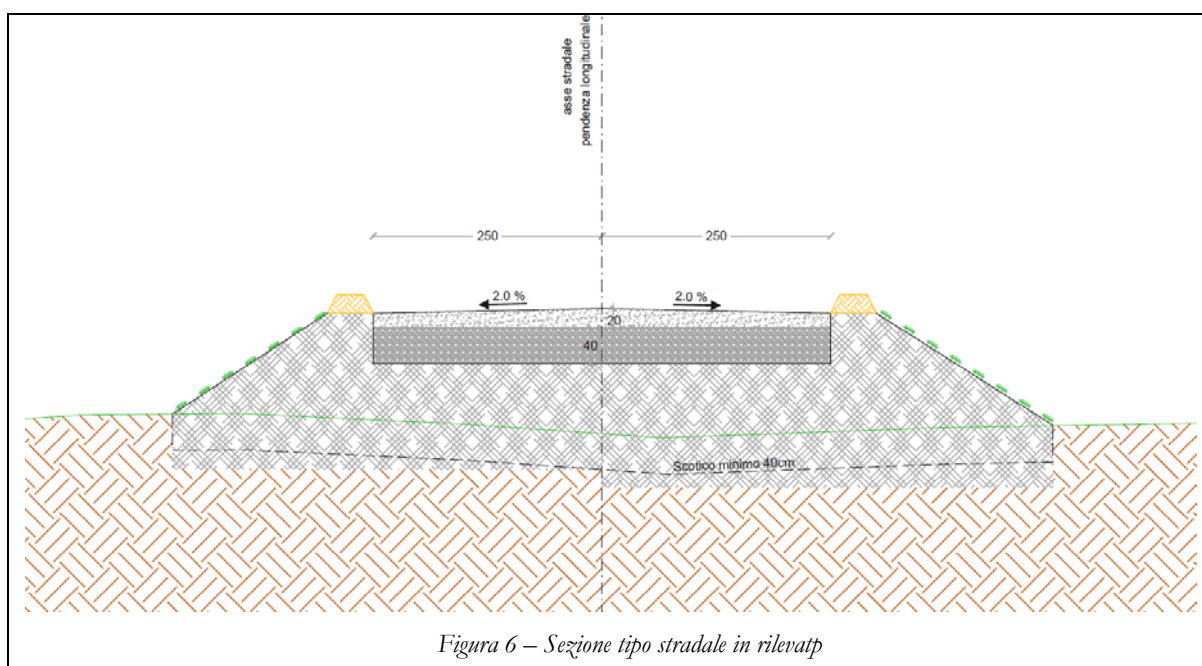 asse stradale
pendenza longitudinale
250
250
2.0 %
2.0 %
20
40
Scotico minimo 40cm
Figura 6 – Sezione tipo stradale in rilevatp